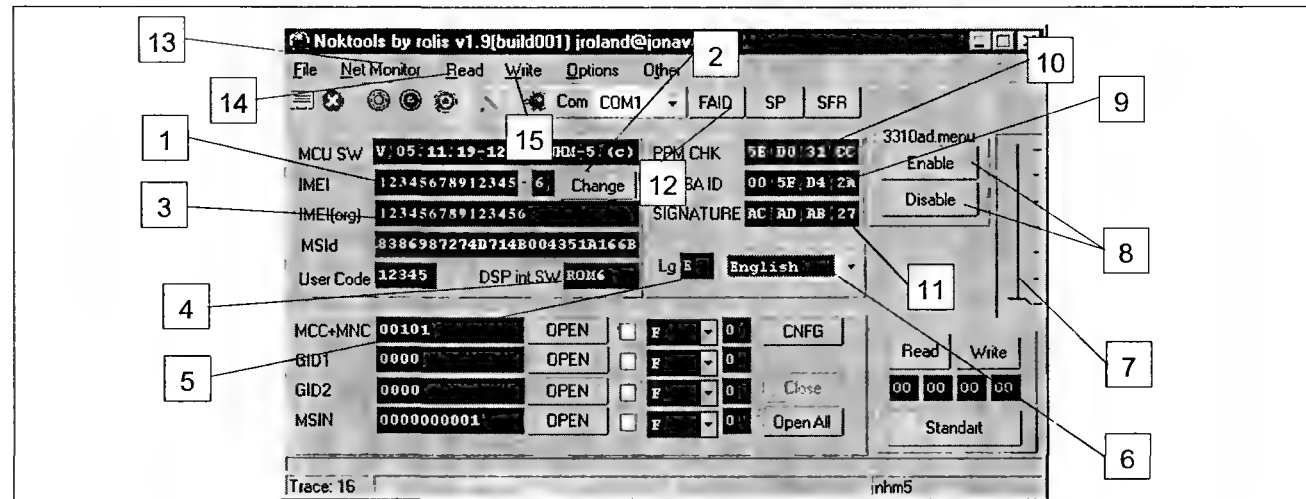 Noktools by rolis v1.9(build001) jroland@jonav
13
2
10
File Net Monitor Read Write Options Other
14
9
Com COM1 FAID SP SFR
1
15
3310ad.menu
MCU SW V 05.11.19-12 HM-5 (c) PPM CHK 5E D0 31 CC Enable
IMEI 12345678912345 - 6 Change 12 BA ID 00 5F D4 2A
3
IMEI(org) 123456789123456 SIGNATURE AC AD AB 27 Disable
MSId 8386987274D714B004351A166B
8
User Code 12345 DSP int.SW ROM6 Lg English
11
4
MCC+MNC 00101 OPEN F 0 CNFG
5
GID1 0000 OPEN F 0 Read Write
7
GID2 0000 OPEN F 0 Close 00 00 00 00
MSIN 0000000001 OPEN F 0 Open All Standart
6
Trace: 16 nhm5